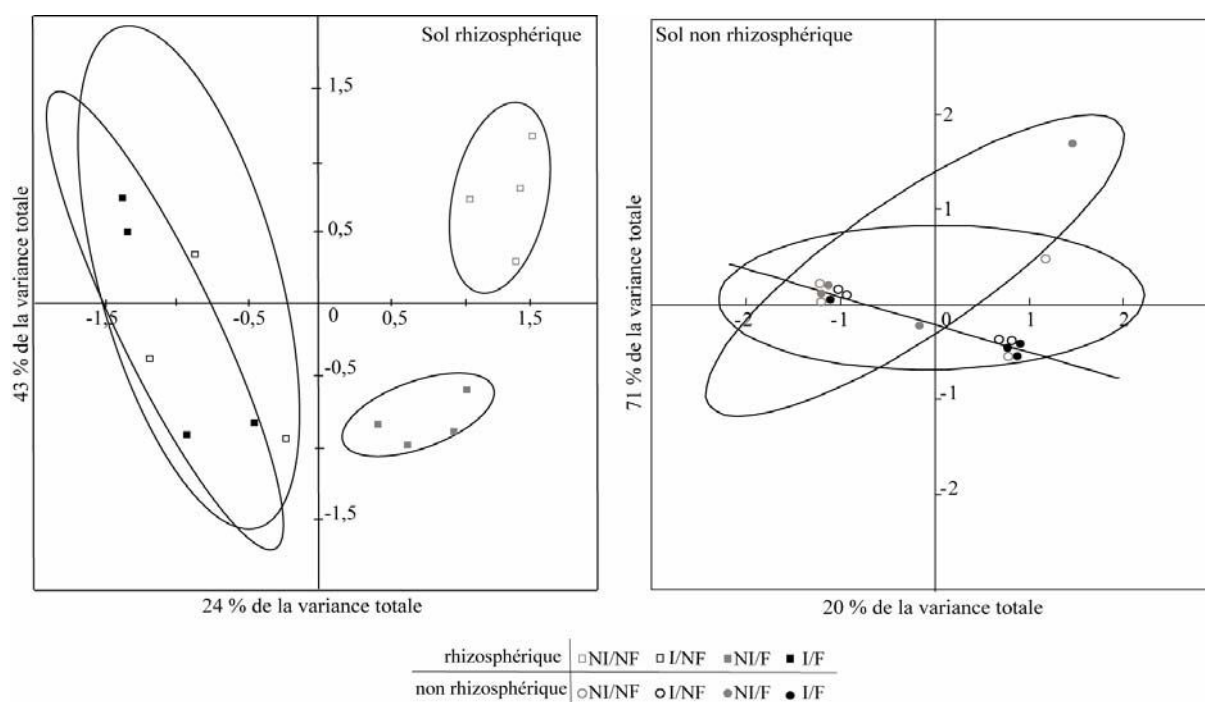 Sol rhizosphérique
1,5
0,5
0
-1,5
-0,5
0,5
1,5
-0,5
-1,5
43 % de la variance totale
24 % de la variance totale
Sol non rhizosphérique
2
1
-2
-1
0
1
2
-1
-2
71 % de la variance totale
20 % de la variance totale
rhizosphérique NI/NF I/NF NI/F I/F
non rhizosphérique NI/NF I/NF NI/F I/F